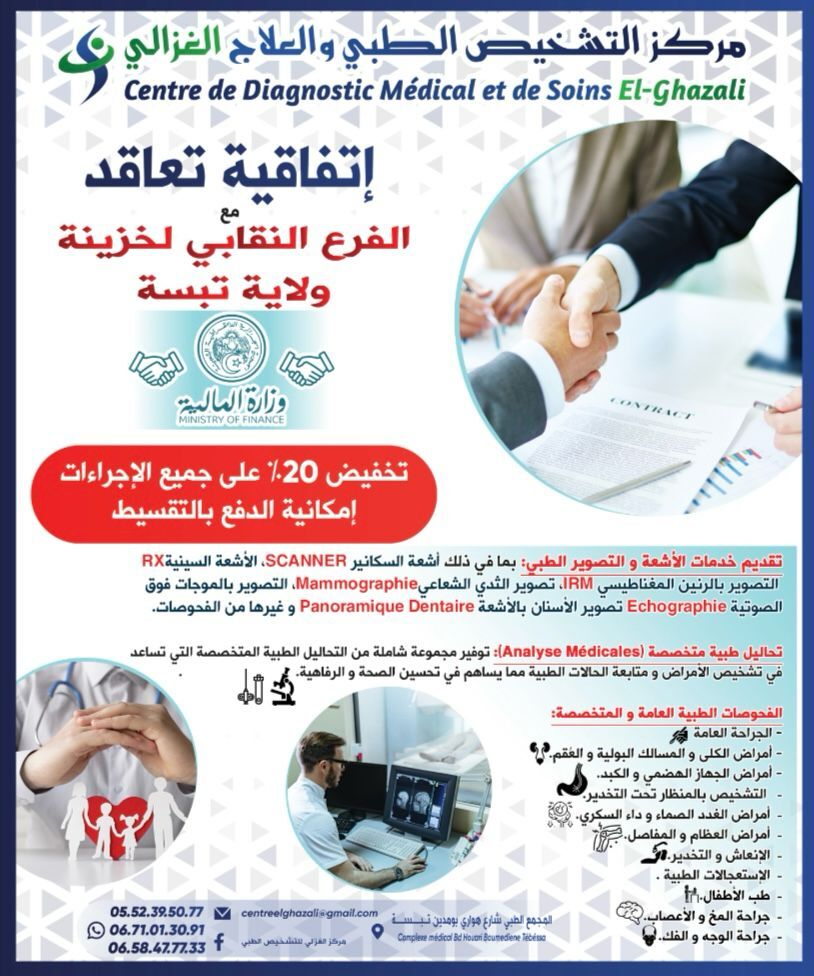 مركز التشخيص الطبي والعلاج الغزالي
Centre de Diagnostic Médical et de Soins El-Ghazali
إتفاقية تعاقد
مع
الفرع النقابي لخزينة
ولاية تبسة
وزارة المالية
MINISTRY OF FINANCE
CONTRACT
تخفيض 20٪ على جميع الإجراءات
إمكانية الدفع بالتقسيط
تقديم خدمات الأشعة و التصوير الطبي: بما في ذلك أشعة السكانير SCANNER، الأشعة السينيةRX
التصوير بالرنين المغناطيسي IRM، تصوير الثدي الشعاعيMammographie، التصوير بالموجات فوق
الصوتية Echographie تصوير الأسنان بالأشعة Panoramique Dentaire و غيرها من الفحوصات.
تحاليل طبية متخصصة (Analyse Médicales): توفير مجموعة شاملة من التحاليل الطبية المتخصصة التي تساعد
في تشخيص الأمراض و متابعة الحالات الطبية مما يساهم في تحسين الصحة و الرفاهية.
الفحوصات الطبية العامة و المتخصصة:
- الجراحة العامة
- أمراض الكلى و المسالك البولية و العقم.
- أمراض الجهاز الهضمي و الكبد.
- التشخيص بالمنظار تحت التخدير.
- أمراض الغدد الصماء و داء السكري.
- أمراض العظام و المفاصل.
- الإنعاش و التخدير.
- الإستعجالات الطبية .
- طب الأطفال.
- جراحة المخ و الأعصاب.
- جراحة الوجه و الفك.
05.52.39.50.77
06.71.01.30.91
06.58.47.77.33
centreelghazali@gmail.com
مركز الغزالي للتشخيص الطبي
المجمع الطبي شارع هواري بومدين تبسة
Complexe médical Bd Houari Boumediene Tébéssa